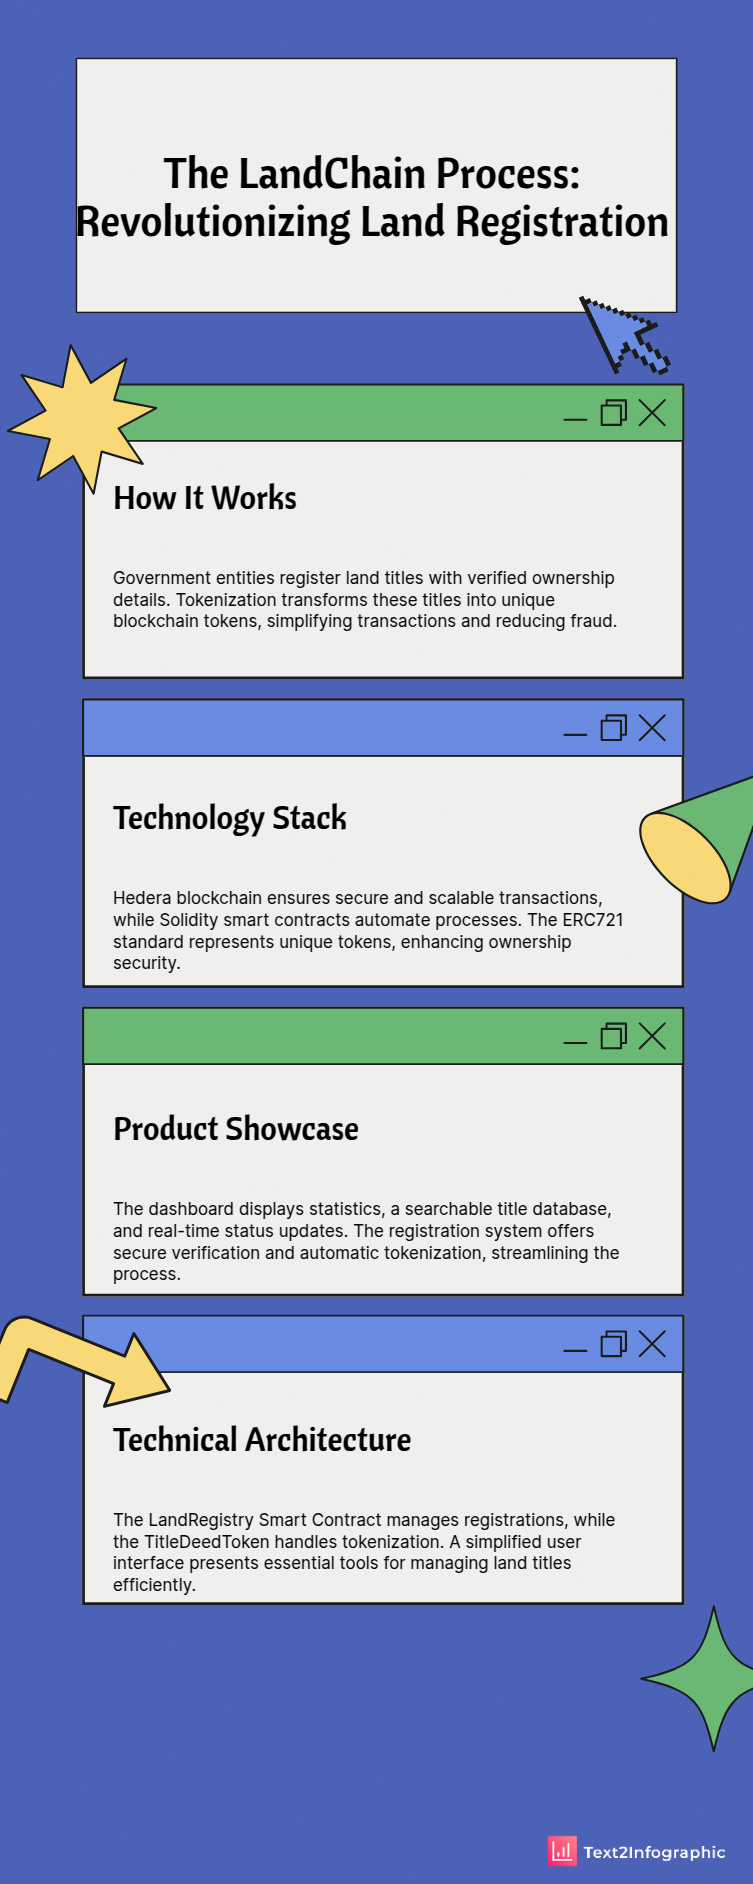 The LandChain Process:
Revolutionizing Land Registration
How It Works
Government entities register land titles with verified ownership
details. Tokenization transforms these titles into unique
blockchain tokens, simplifying transactions and reducing fraud.
Technology Stack
Hedera blockchain ensures secure and scalable transactions,
while Solidity smart contracts automate processes. The ERC721
standard represents unique tokens, enhancing ownership
security.
Product Showcase
The dashboard displays statistics, a searchable title database,
and real-time status updates. The registration system offers
secure verification and automatic tokenization, streamlining the
process.
Technical Architecture
The LandRegistry Smart Contract manages registrations, while
the TitleDeedToken handles tokenization. A simplified user
interface presents essential tools for managing land titles
efficiently.
Text2Infographic